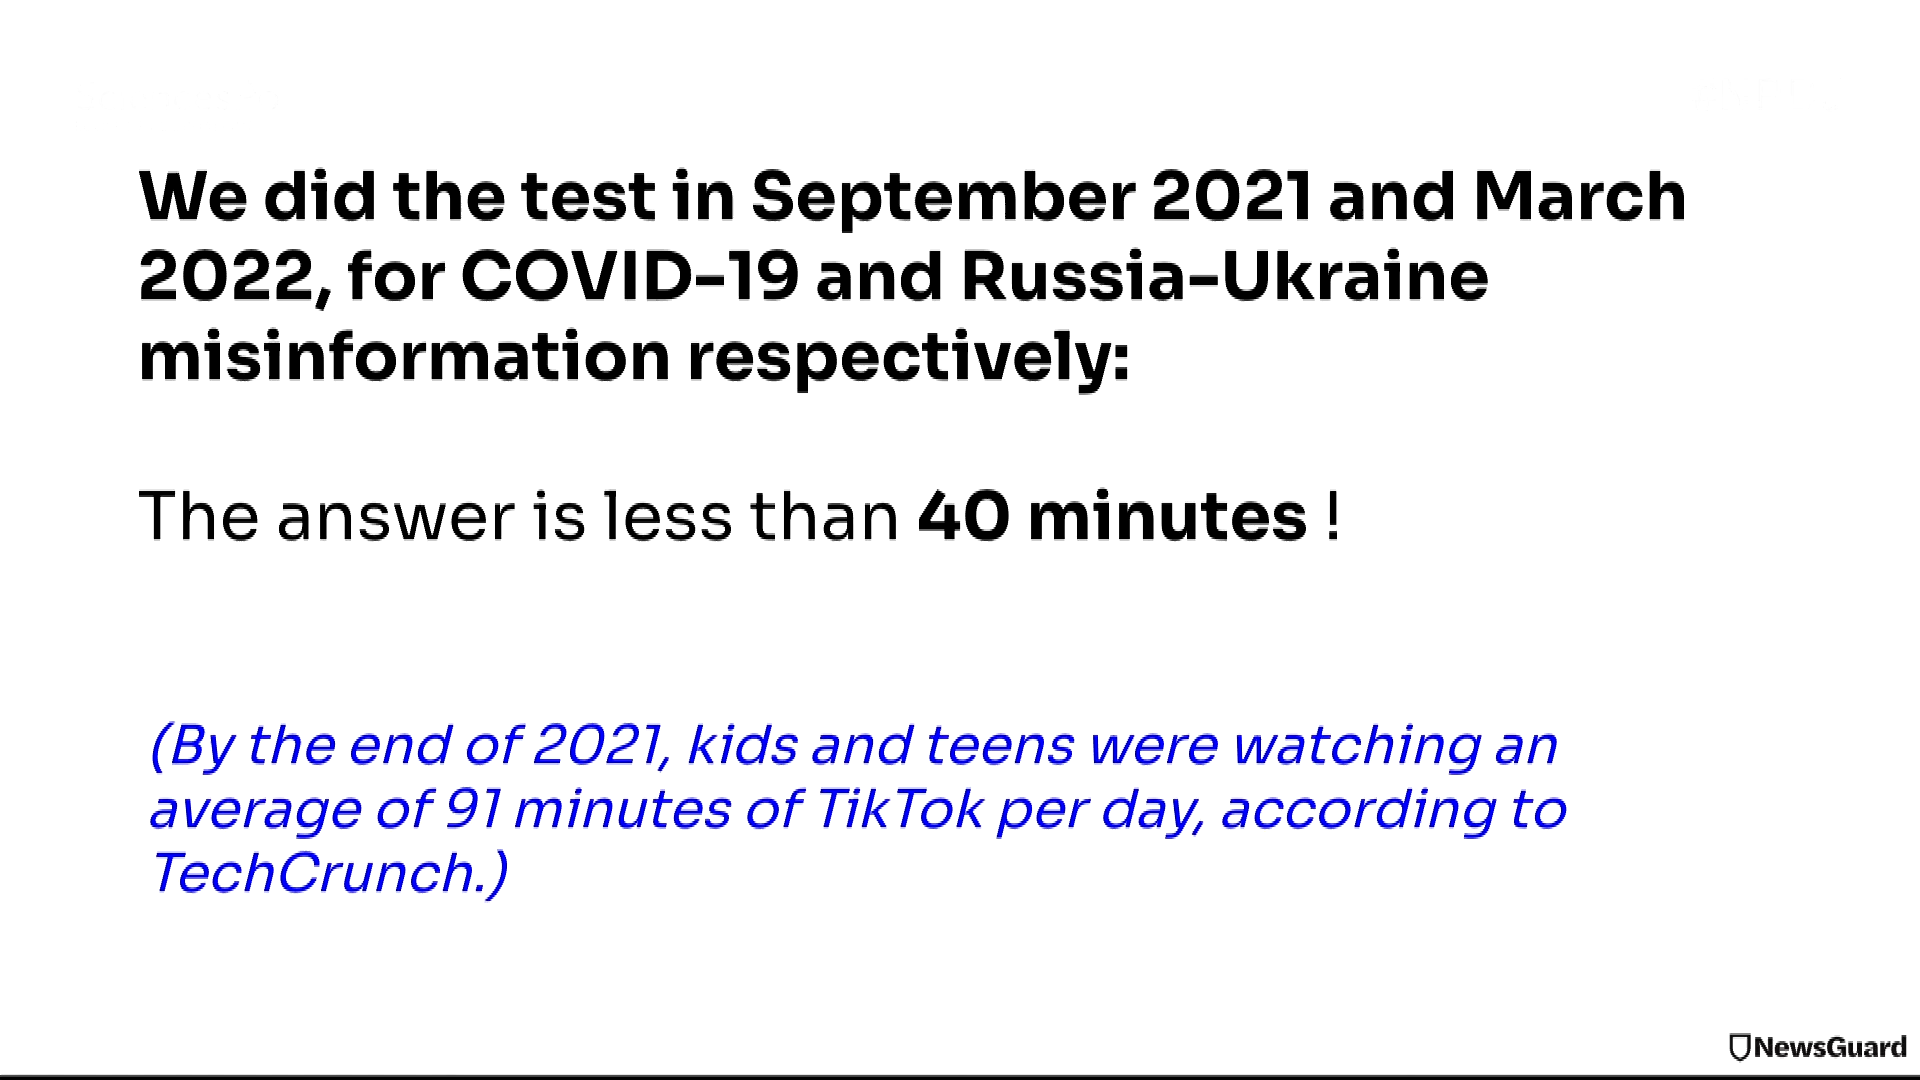 We did the test in September 2021 and March
2022, for COVID-19 and Russia-Ukraine
misinformation respectively:
The answer is less than 40 minutes !
(By the end of 2021, kids and teens were watching an
average of 91 minutes of TikTok per day, according to
TechCrunch.)
NewsGuard